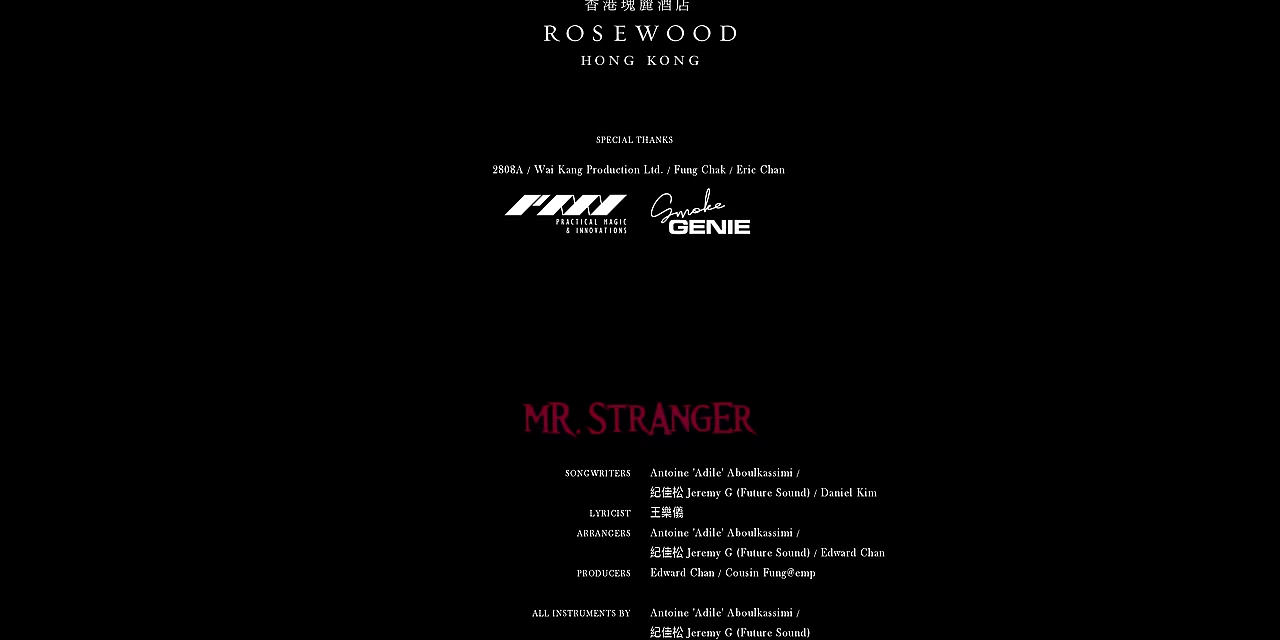 香港瑰麗酒店
ROSEWOOD
HONG KONG
SPECIAL THANKS
2808A / Wai Kang Production Ltd. / Fung Chak / Eric Chan
PMI
PRACTICAL MAGIC
& INNOVATIONS
Smoke
GENIE
MR. STRANGER
SONGWRITERS Antoine 'Adile' Aboulkassimi /
紀佳松 Jeremy G (Future Sound) / Daniel Kim
LYRICIST 王樂儀
ARRANGERS Antoine 'Adile' Aboulkassimi /
紀佳松 Jeremy G (Future Sound) / Edward Chan
PRODUCERS Edward Chan / Cousin Fung@emp
ALL INSTRUMENTS BY Antoine 'Adile' Aboulkassimi /
紀佳松 Jeremy G (Future Sound)